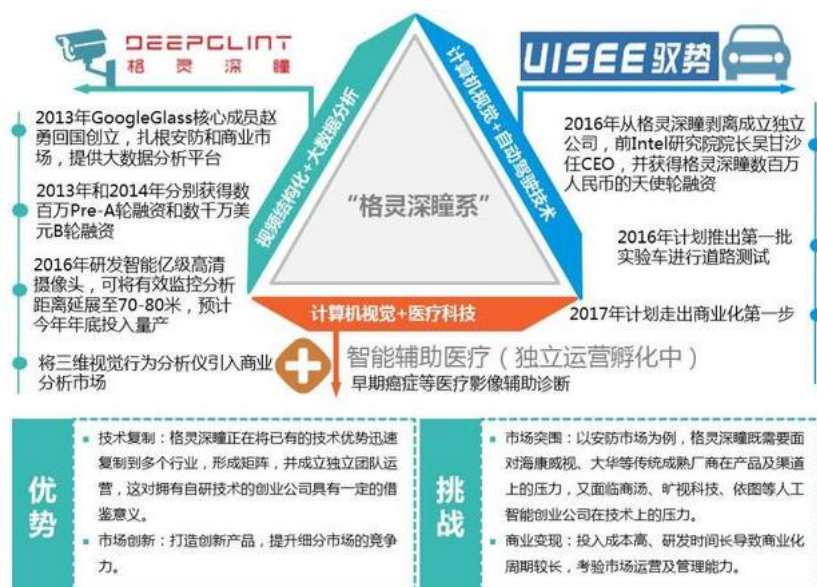 DEEPGLINT
格灵深瞳
2013年GoogleGlass核心成员赵
勇回国创立，扎根安防和商业市
场，提供大数据分析平台
2013年和2014年分别获得数
百万Pre-A轮融资和数千万美
元B轮融资
2016年研发智能亿级高清
摄像头，可将有效监控分析
距离延展至70-80米，预计
今年年底投入量产
将三维视觉行为分析仪引入商业
分析市场
视频结构化+大数据分析
计算机视觉+自动驾驶技术
“格灵深瞳系”
计算机视觉+医疗科技
UISEE驭势
2016年从格灵深瞳剥离成立独立
公司，前Intel研究院院长吴甘沙
任CEO，并获得格灵深瞳数百万
人民币的天使轮融资
2016年计划推出第一批
实验车进行道路测试
2017年计划走出商业化第一步
智能辅助医疗（独立运营孵化中）
早期癌症等医疗影像辅助诊断
优势
技术复制：格灵深瞳正在将已有的技术优势迅速
复制到多个行业，形成矩阵，并成立独立团队运
营，这对拥有自研技术的创业公司具有一定的借
鉴意义。
市场创新：打造创新产品，提升细分市场的竞争
力。
挑战
市场突围：以安防市场为例，格灵深瞳既需要面
对海康威视、大华等传统成熟厂商在产品及渠道
上的压力，又面临商汤、旷视科技、依图等人工
智能创业公司在技术上的压力。
商业变现：投入成本高、研发时间长导致商业化
周期较长，考验市场运营及管理能力。